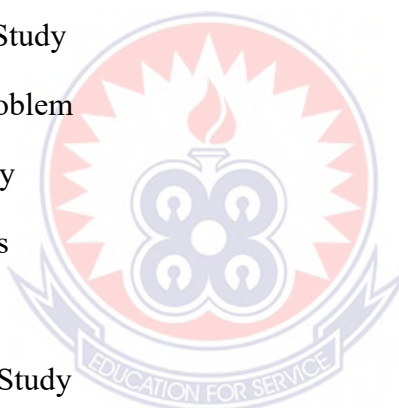 Study
oblem
y
s
EDUCATION FOR SERVICE
Study